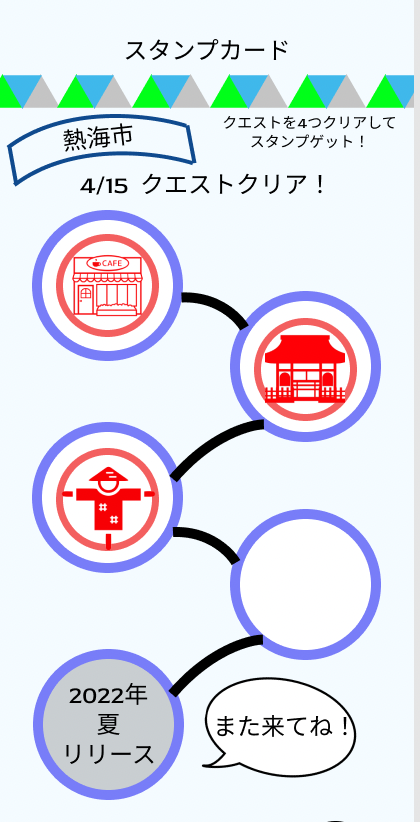 スタンプカード
クエストを4つクリアして
スタンプゲット！
熱海市
4/15 クエストクリア！
CAFE
2022年
夏
リリース
また来てね！